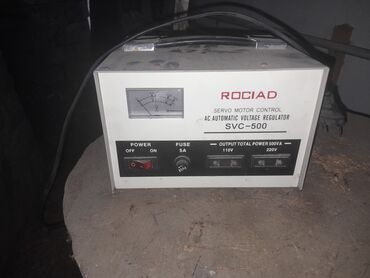 ROCIAD
SERVO MOTOR CONTROL
AC AUTOMATIC VOLTAGE REGULATOR
SVC-500
POWER
OFF ON
FUSE
5A
OUTPUT TOTAL POWER 500VA
110V 220V